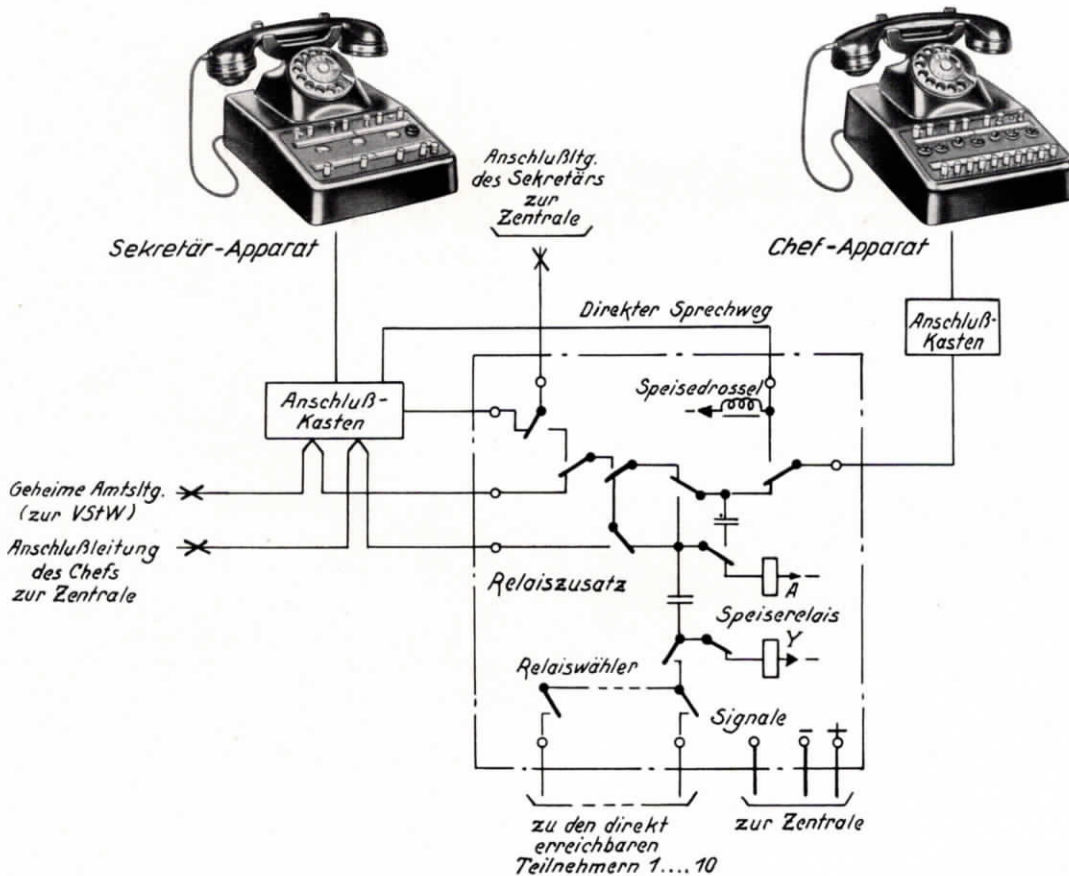 Anschlußltg.
des Sekretärs
zur
Zentrale
Sekretär-Apparat
Chef-Apparat
Direkter Sprechweg
Anschluß-
Kasten
Speisedrossel
Anschluß-
Kasten
Geheime Amtsltg.
(zur VStW)
Anschlußleitung
des Chefs
zur Zentrale
Relaiszusatz
A
Speiserelais
Y
Relaiswähler
Signale
- +
zu den direkt
erreichbaren
Teilnehmern 1....10
zur Zentrale